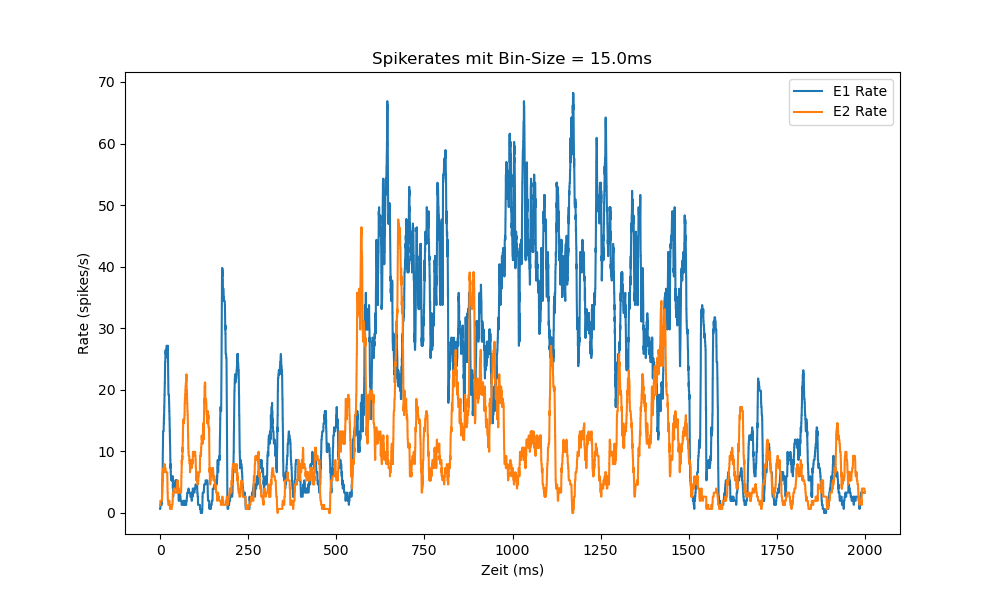 Spikerates mit Bin-Size = 15.0ms
E1 Rate
E2 Rate
70
60
50
40
30
20
10
0
Rate (spikes/s)
0 250 500 750 1000 1250 1500 1750 2000
Zeit (ms)